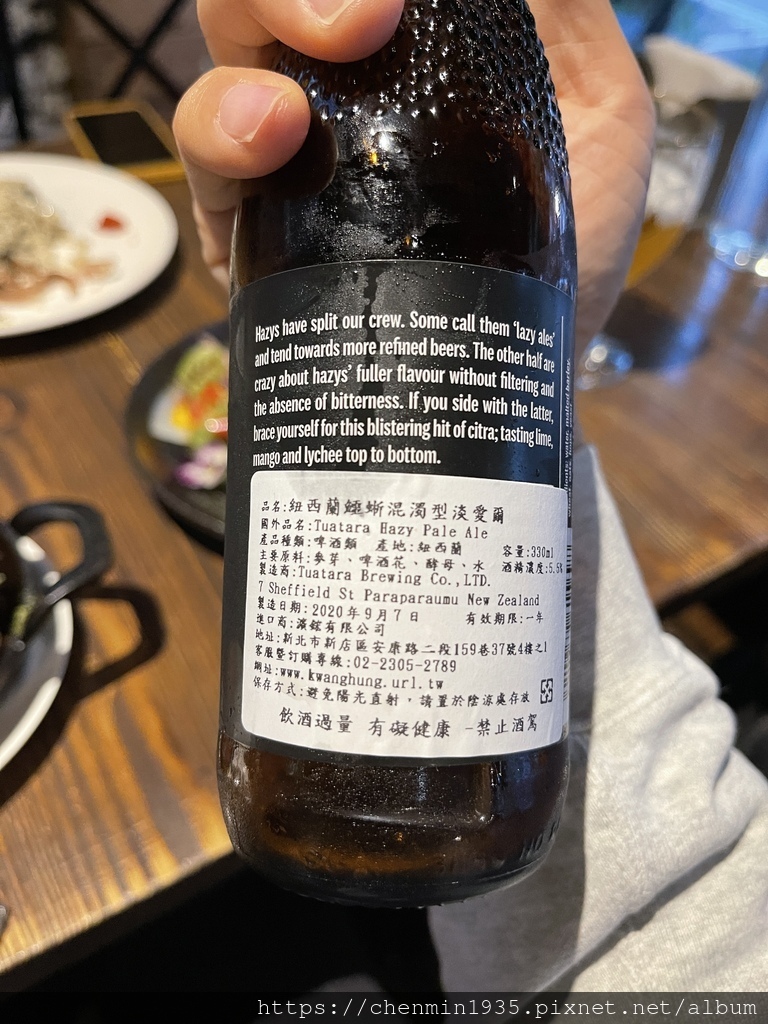 Hazys have split our crew. Some call them 'lazy ales'
and tend towards more refined beers. The other half are
crazy about hazys' fuller flavour without filtering and
the absence of bitterness. If you side with the latter,
brace yourself for this blistering hit of citra; tasting lime,
mango and lychee top to bottom.
品名:紐西蘭蜥蜥混濁型淡愛爾
國外品名:Tuatara Hazy Pale Ale
產品種類:啤酒類 產地:紐西蘭 容量:330ml
主要原料:麥芽、啤酒花、酵母、水 酒精濃度:5.5%
製造商:Tuatara Brewing Co.,LTD.
7 Sheffield St Paraparaumu New Zealand
製造日期:2020年9月7日 有效期限:一年
進口商:滱鋐有限公司
地址:新北市新店區安康路二段159巷37號4樓之1
客服暨訂購專線:02-2305-2789
網址:www.kwanghung.url.tw
保存方式:避免陽光直射,請置於陰涼處存放
飲酒過量 有礙健康 -禁止酒駕
water, malted barley,
https://chenmin1935.pixnet.net/album